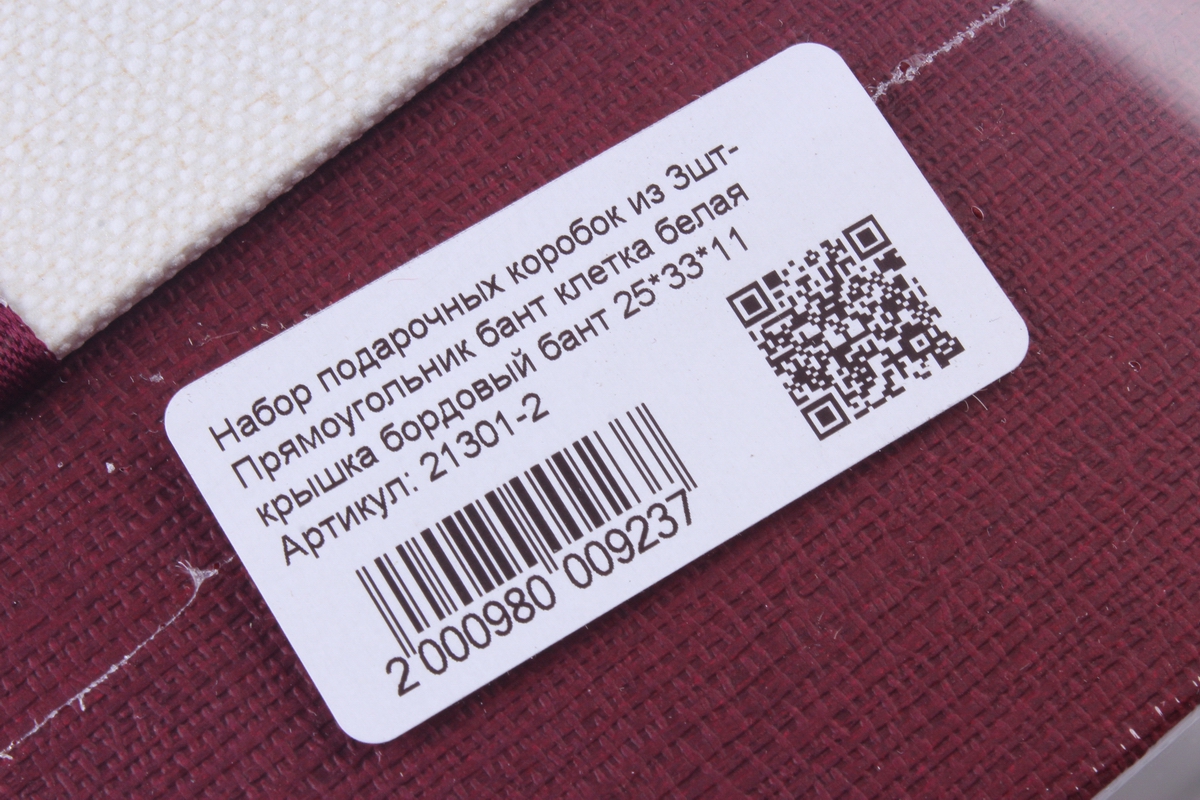 Набор подарочных коробок из 3шт-
Прямоугольник бант клетка белая
крышка бордовый бант 25*33*11
Артикул: 21301-2
2 000980 009237